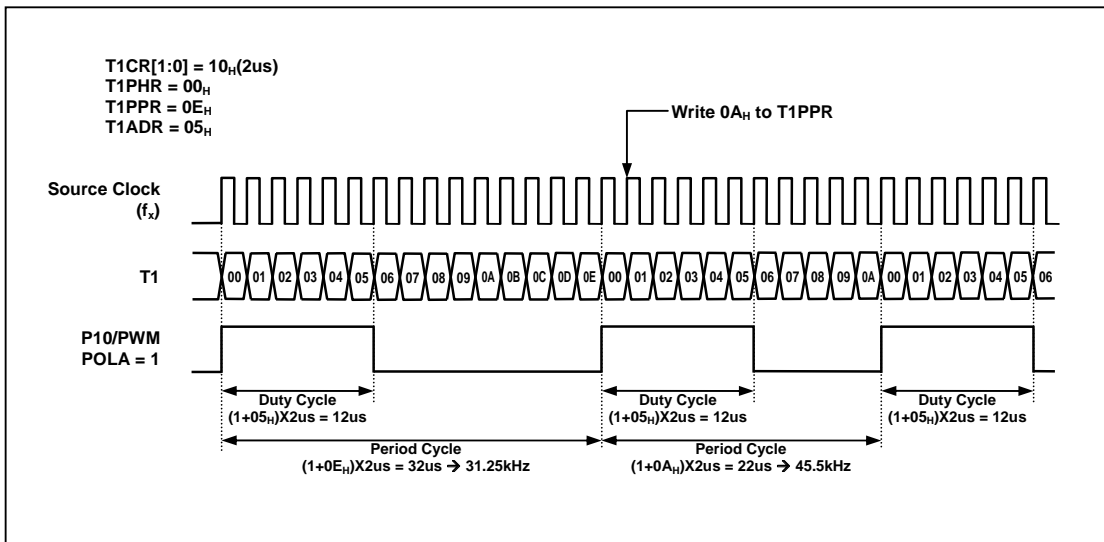 T1CR[1:0] = 10H(2us)
T1PHR = 00H
T1PPR = 0EH
T1ADR = 05H
Write 0AH to T1PPR
Source Clock
(fx)
T1
00 01 02 03 04 05 06 07 08 09 0A 0B 0C 0D 0E 00 01 02 03 04 05 06 07 08 09 0A 00 01 02 03 04 05 06
P10/PWM
POLA = 1
Duty Cycle
(1+05H)X2us = 12us
Duty Cycle
(1+05H)X2us = 12us
Duty Cycle
(1+05H)X2us = 12us
Period Cycle
(1+0EH)X2us = 32us → 31.25kHz
Period Cycle
(1+0AH)X2us = 22us → 45.5kHz